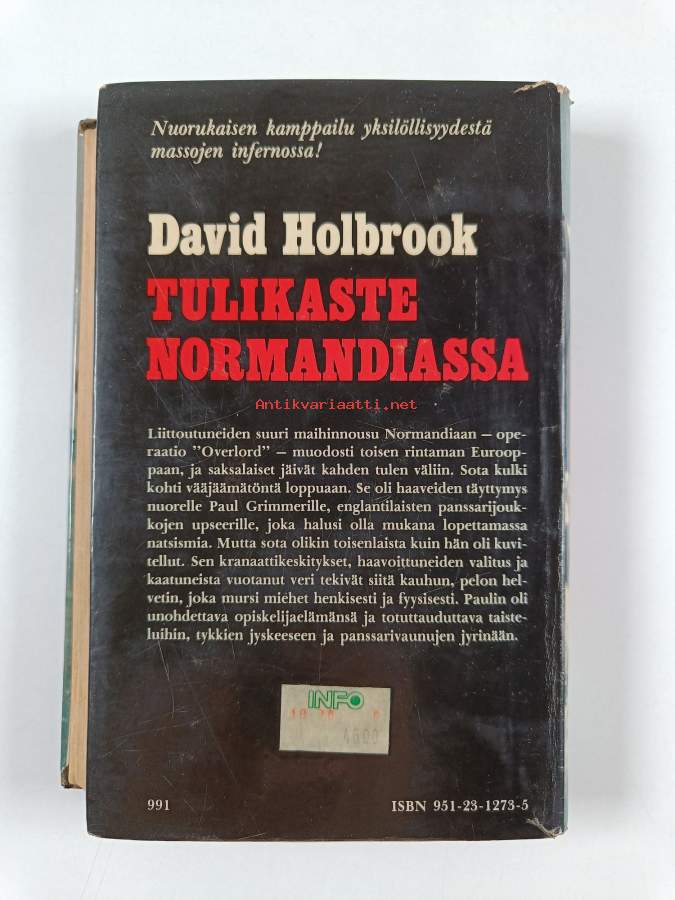 Nuorukaisen kamppailu yksilöllisyydestä
massojen infernossa!
David Holbrook
TULIKASTE
NORMANDIASSA
Antikvariaatti.net
Liittoutuneiden suuri maihinnousu Normandiaan – ope-
raatio ”Overlord” – muodosti toisen rintaman Euroop-
paan, ja saksalaiset jäivät kahden tulen väliin. Sota kulki
kohti vääjäämätöntä loppuaan. Se oli haaveiden täyttymys
nuorelle Paul Grimmerille, englantilaisten panssarijouk-
kojen upseerille, joka halusi olla mukana lopettamassa
natsismia. Mutta sota olikin toisenlaista kuin hän oli kuvi-
tellut. Sen kranaattikeskitykset, haavoittuneiden valitus ja
kaatuneista vuotanut veri tekivät siitä kauhun, pelon hel-
vetin, joka mursi miehet henkisesti ja fyysisesti. Paulin oli
unohdettava opiskelijaelämänsä ja totuttauduttava taiste-
luihin, tykkien jyskeeseen ja panssarivaunujen jyrinään.
INFO
991
ISBN 951-23-1273-5